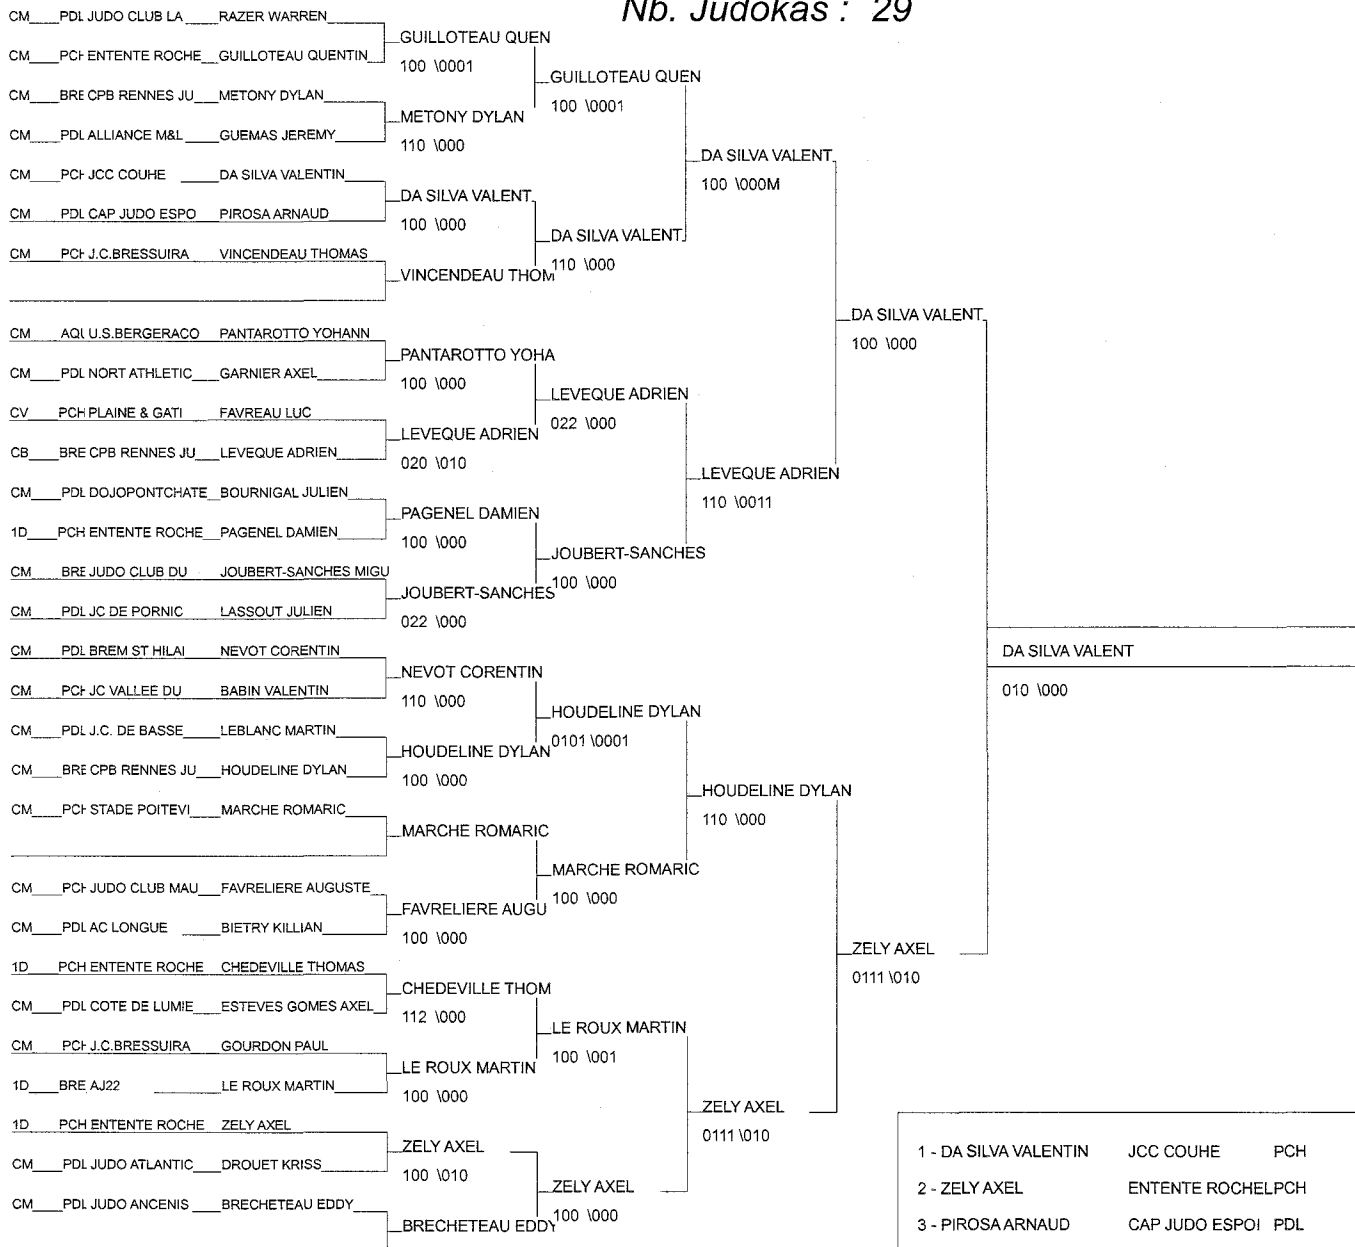 Nb. Judokas : 29
CM PDL JUDO CLUB LA RAZER WARREN
GUILLOTEAU QUEN
CM PCH ENTENTE ROCHE GUILLOTEAU QUENTIN
100 \0001
GUILLOTEAU QUEN
CM BRE CPB RENNES JU METONY DYLAN
100 \0001
METONY DYLAN
CM PDL ALLIANCE M&L GUEMAS JEREMY
110 \000
DA SILVA VALENT
CM PCH JCC COUHE DA SILVA VALENTIN
100 \000M
DA SILVA VALENT
CM PDL CAP JUDO ESPO PIROSA ARNAUD
100 \000
DA SILVA VALENT
CM PCH J.C.BRESSUIRA VINCENDEAU THOMAS
110 \000
VINCENDEAU THOM
DA SILVA VALENT
CM AQU U.S.BERGERACO PANTAROTTO YOHANN
100 \000
PANTAROTTO YOHA
CM PDL NORT ATHLETIC GARNIER AXEL
100 \000
LEVEQUE ADRIEN
CV PCH PLAINE & GATI FAVREAU LUC
022 \000
LEVEQUE ADRIEN
CB BRE CPB RENNES JU LEVEQUE ADRIEN
020 \010
LEVEQUE ADRIEN
CM PDL DOJOPONTCHATE BOURNIGAL JULIEN
110 \0011
PAGENEL DAMIEN
1D PCH ENTENTE ROCHE PAGENEL DAMIEN
100 \000
JOUBERT-SANCHES
CM BRE JUDO CLUB DU JOUBERT-SANCHES MIGU
100 \000
JOUBERT-SANCHES
CM PDL JC DE PORNIC LASSOUT JULIEN
022 \000
CM PDL BREM ST HILAI NEVOT CORENTIN
DA SILVA VALENT
NEVOT CORENTIN
CM PCH JC VALLEE DU BABIN VALENTIN
010 \000
110 \000
HOUDELINE DYLAN
CM PDL J.C. DE BASSE LEBLANC MARTIN
0101 \0001
HOUDELINE DYLAN
CM BRE CPB RENNES JU HOUDELINE DYLAN
100 \000
HOUDELINE DYLAN
CM PCH STADE POITEVI MARCHE ROMARIC
110 \000
MARCHE ROMARIC
MARCHE ROMARIC
CM PCH JUDO CLUB MAU FAVRELIERE AUGUSTE
100 \000
FAVRELIERE AUGU
CM PDL AC LONGUE BIETRY KILLIAN
100 \000
ZELY AXEL
1D PCH ENTENTE ROCHE CHEDEVILLE THOMAS
0111 \010
CHEDEVILLE THOM
CM PDL COTE DE LUMIE ESTEVES GOMES AXEL
112 \000
LE ROUX MARTIN
CM PCH J.C.BRESSUIRA GOURDON PAUL
100 \001
LE ROUX MARTIN
1D BRE AJ22 LE ROUX MARTIN
100 \000
ZELY AXEL
1D PCH ENTENTE ROCHE ZELY AXEL
0111 \010
ZELY AXEL
CM PDL JUDO ATLANTIC DROUET KRISS
100 \010
ZELY AXEL
CM PDL JUDO ANCENIS BRECHETEAU EDDY
100 \000
BRECHETEAU EDDY
1 - DA SILVA VALENTIN JCC COUHE PCH
2 - ZELY AXEL ENTENTE ROCHEL PCH
3 - PIROSA ARNAUD CAP JUDO ESPOI PDL